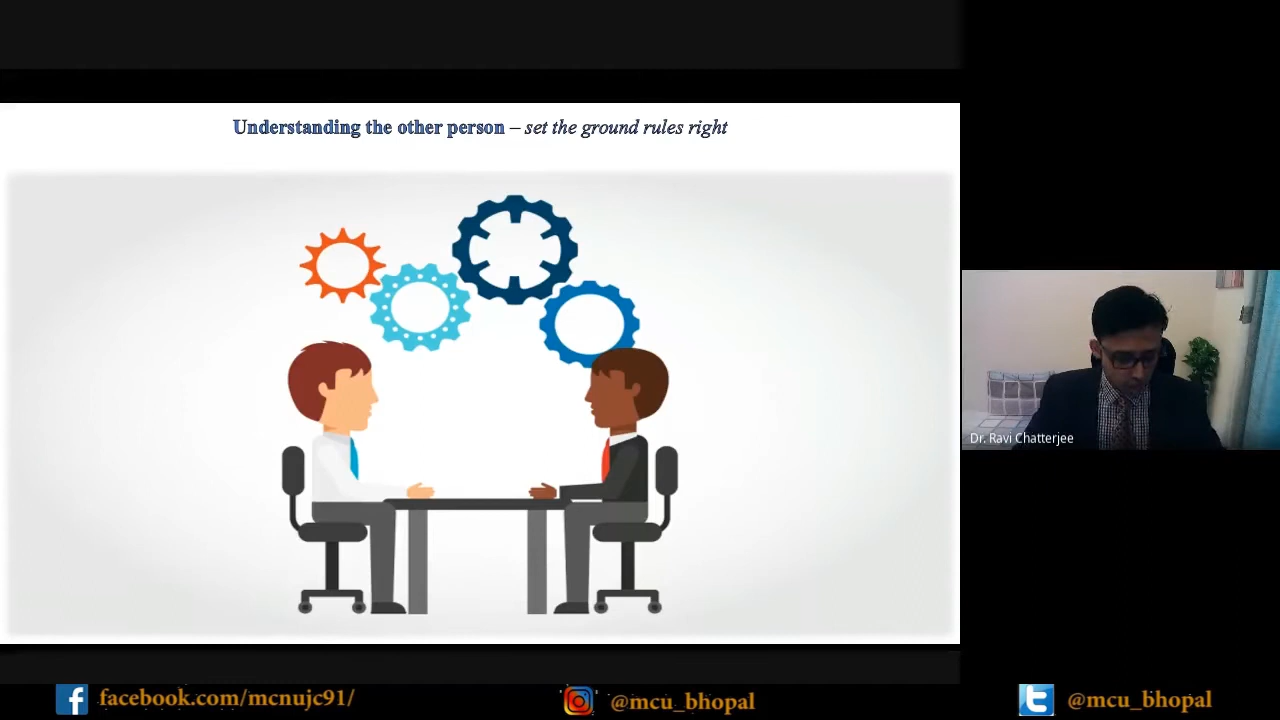 Understanding the other person – set the ground rules right
Dr. Ravi Chatterjee
facebook.com/mcnujc91/
@mcu_bhopal
@mcu_bhopal